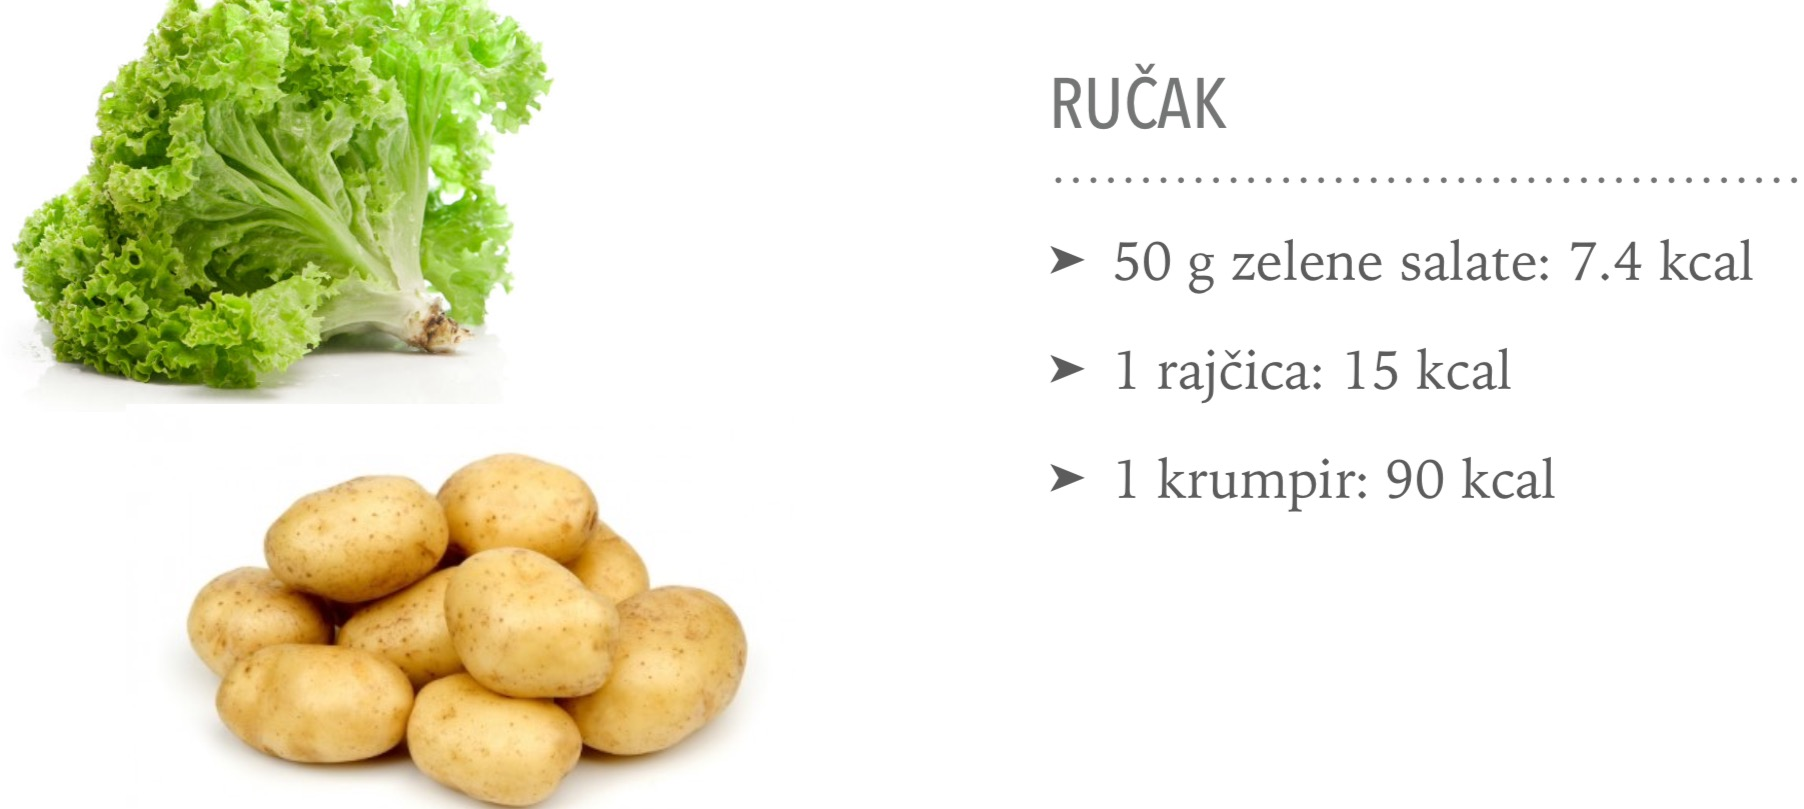 RUČAK
➤ 50 g zelene salate: 7.4 kcal
➤ 1 rajčica: 15 kcal
➤ 1 krumpir: 90 kcal